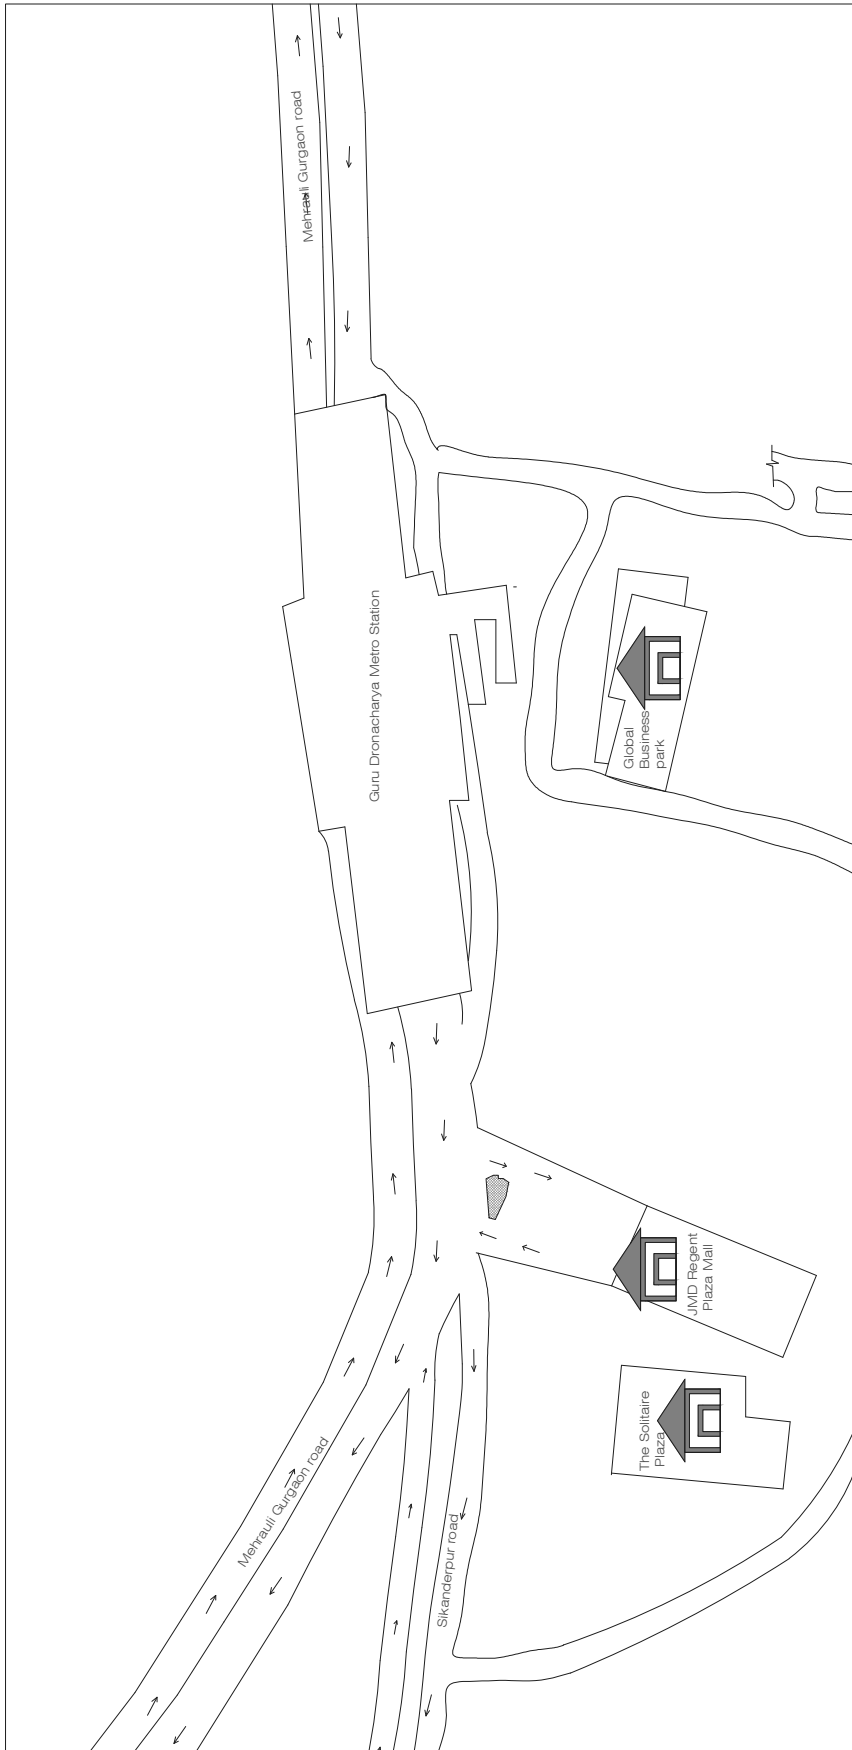 Mehrauli Gurgaon road
Guru Dronacharya Metro Station
Global
Business
park
JMD Regent
Plaza Mall
The Solitaire
Plaza
Mehrauli Gurgaon road
Sikanderpur road